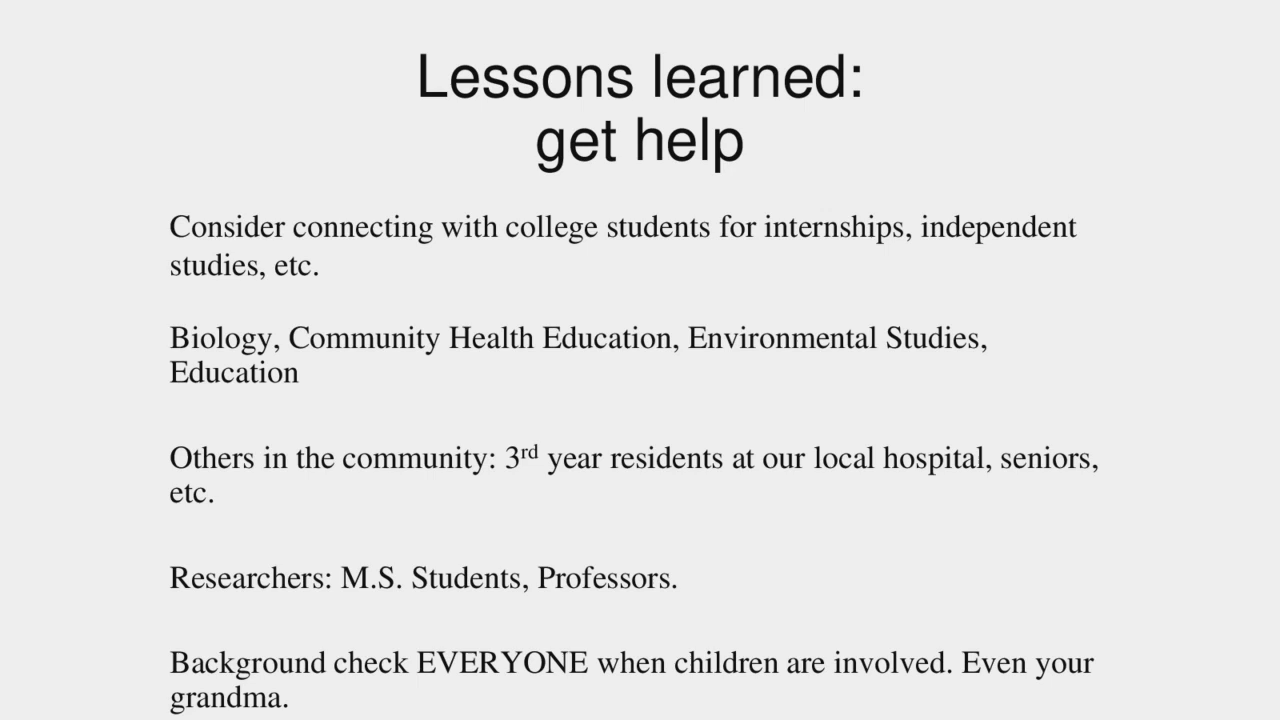 Lessons learned:
get help
Consider connecting with college students for internships, independent
studies, etc.
Biology, Community Health Education, Environmental Studies,
Education
Others in the community: 3rd year residents at our local hospital, seniors,
etc.
Researchers: M.S. Students, Professors.
Background check EVERYONE when children are involved. Even your
grandma.